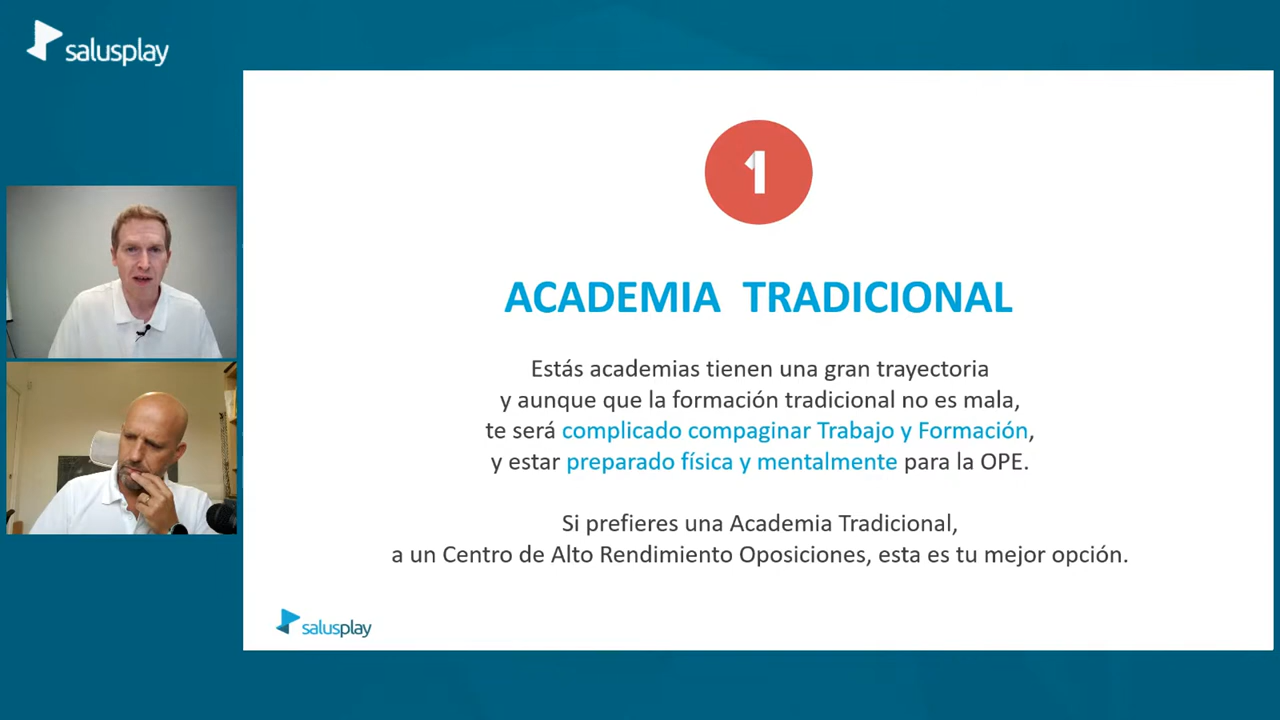 salusplay
1
ACADEMIA TRADICIONAL
Estás academias tienen una gran trayectoria
y aunque que la formación tradicional no es mala,
te será complicado compaginar Trabajo y Formación,
y estar preparado física y mentalmente para la OPE.
Si prefieres una Academia Tradicional,
a un Centro de Alto Rendimiento Oposiciones, esta es tu mejor opción.
salusplay